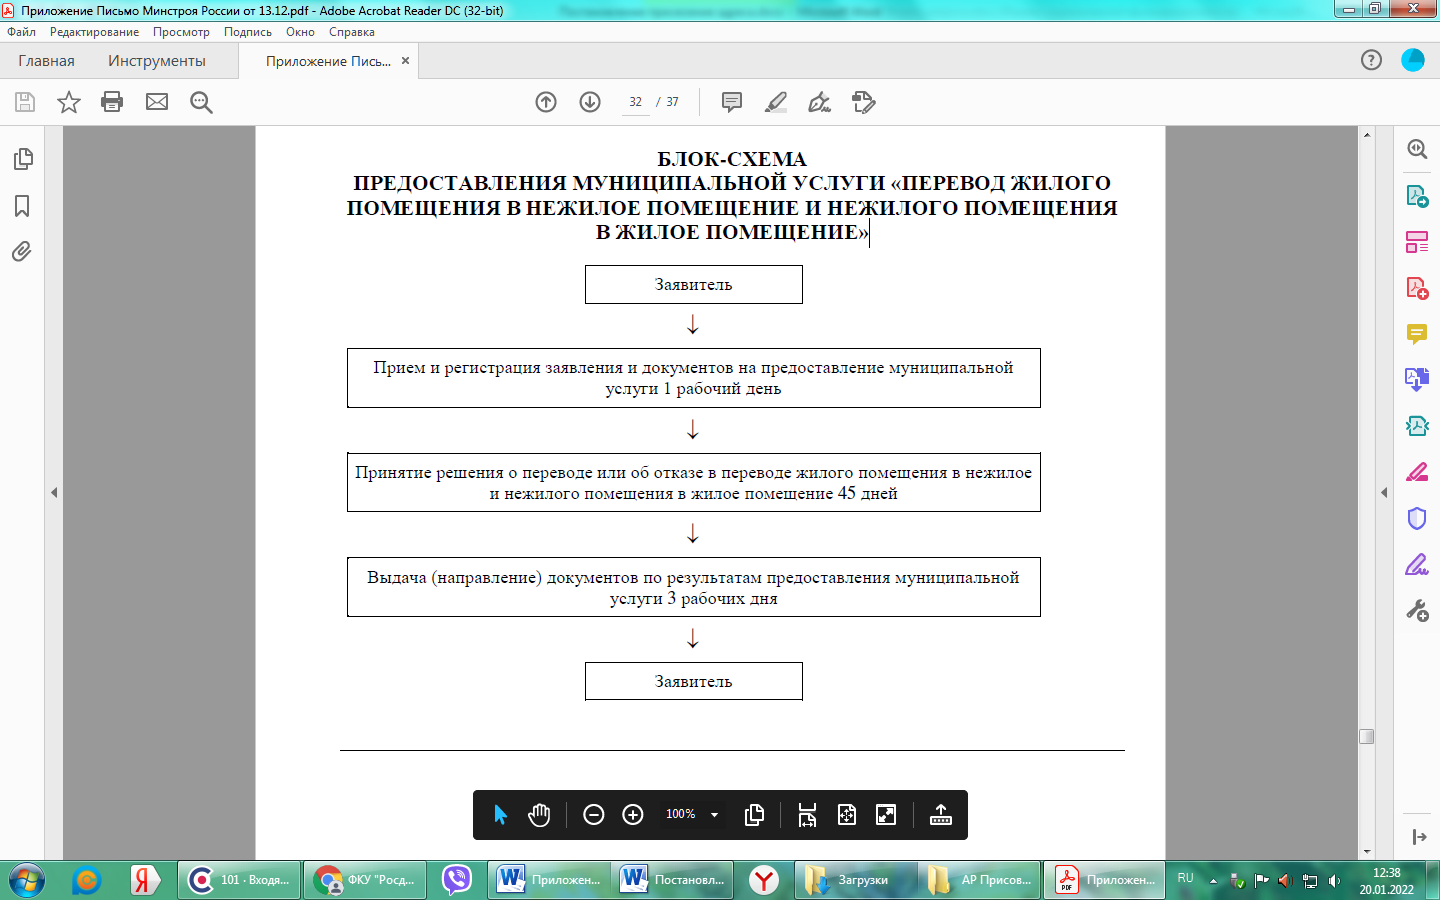 Приложение Письмо Минстроя России от 13.12.pdf - Adobe Acrobat Reader DC (32-bit)
Файл Редактирование Просмотр Подпись Окно Справка
Главная Инструменты Приложение Пись... ×
32 / 37
БЛОК-СХЕМА
ПРЕДОСТАВЛЕНИЯ МУНИЦИПАЛЬНОЙ УСЛУГИ «ПЕРЕВОД ЖИЛОГО
ПОМЕЩЕНИЯ В НЕЖИЛОЕ ПОМЕЩЕНИЕ И НЕЖИЛОГО ПОМЕЩЕНИЯ
В ЖИЛОЕ ПОМЕЩЕНИЕ»
Заявитель
Прием и регистрация заявления и документов на предоставление муниципальной
услуги 1 рабочий день
Принятие решения о переводе или об отказе в переводе жилого помещения в нежилое
и нежилого помещения в жилое помещение 45 дней
Выдача (направление) документов по результатам предоставления муниципальной
услуги 3 рабочих дня
Заявитель
100%
101 · Входя... ФКУ "Росд... Приложен... Постановл... Загрузки АР Присов... Приложен... RU 12:38
20.01.2022